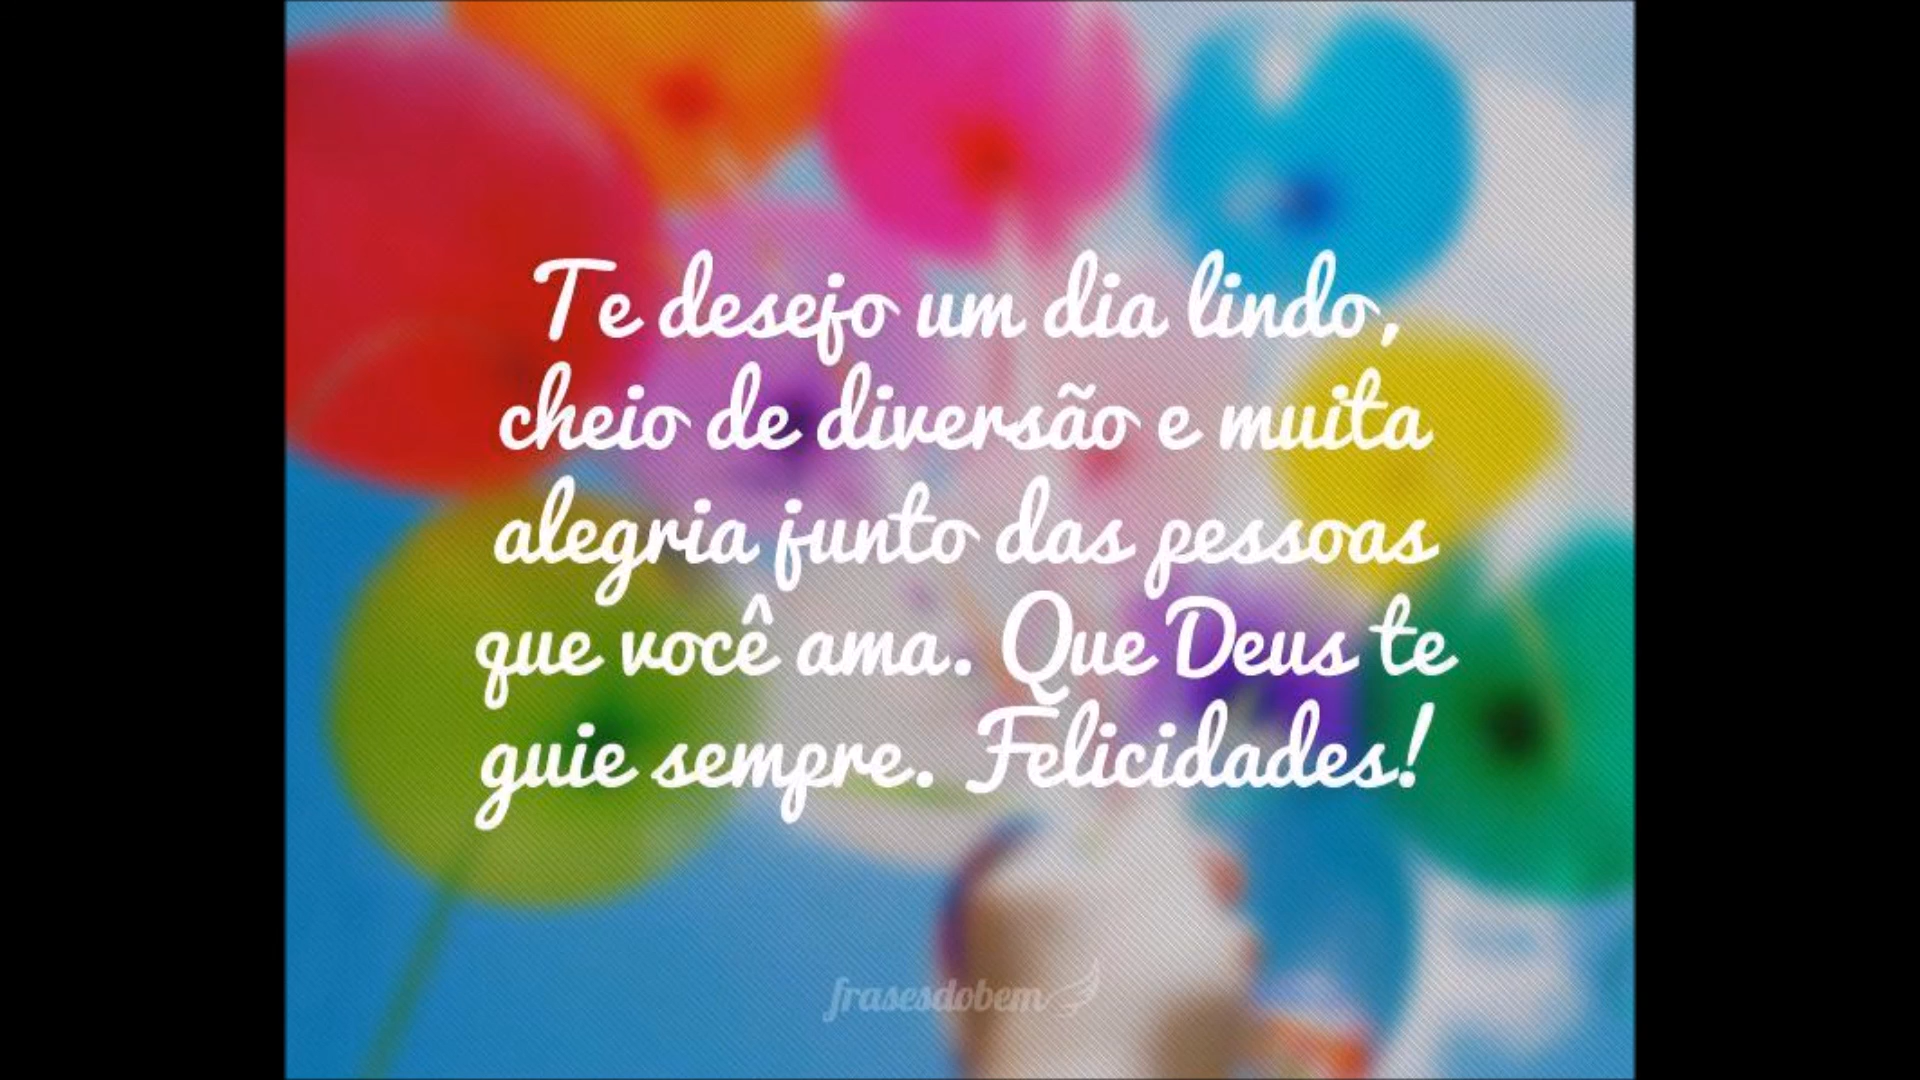 Te desejo um dia lindo,
cheio de diversão e muita
alegria junto das pessoas
que você ama. Que Deus te
guie sempre. Felicidades!
frasesdobem